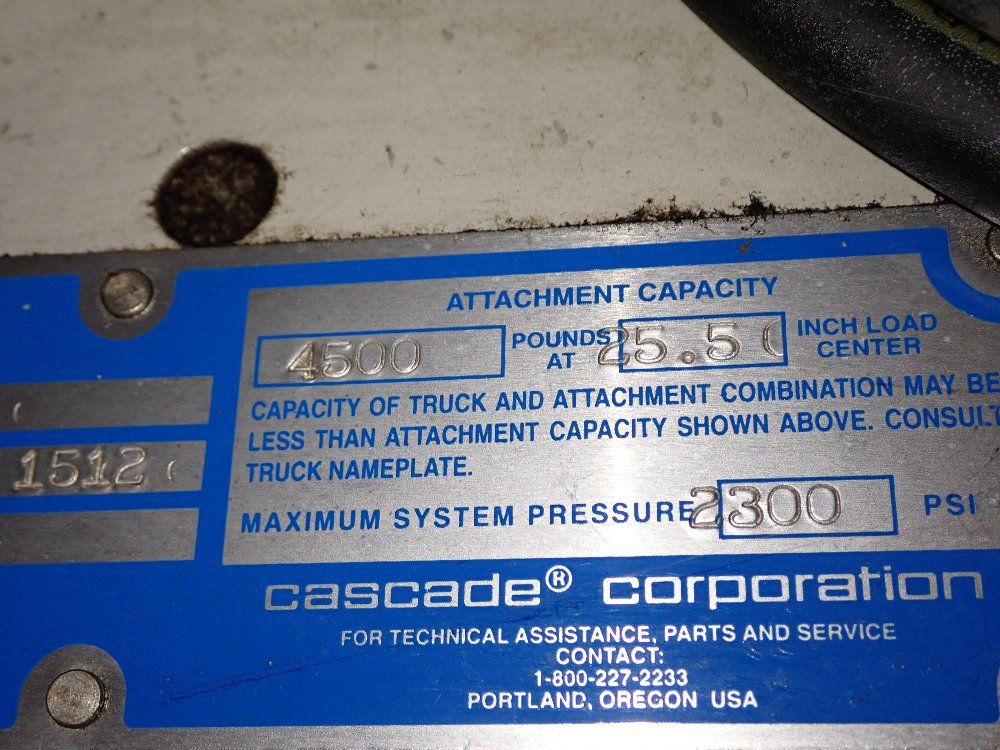 ATTACHMENT CAPACITY
4500 POUNDS AT 25.5 INCH LOAD CENTER
CAPACITY OF TRUCK AND ATTACHMENT COMBINATION MAY BE
LESS THAN ATTACHMENT CAPACITY SHOWN ABOVE. CONSULT
TRUCK NAMEPLATE.
1512
MAXIMUM SYSTEM PRESSURE 2300 PSI
cascade® corporation
FOR TECHNICAL ASSISTANCE, PARTS AND SERVICE
CONTACT:
1-800-227-2233
PORTLAND, OREGON USA